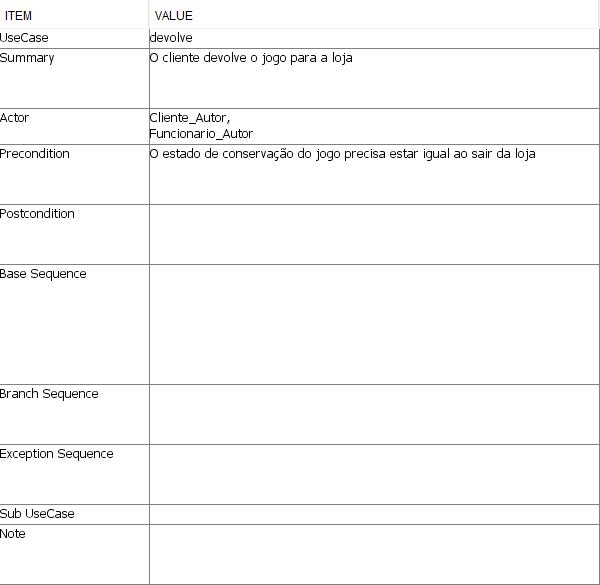 ITEM VALUE
UseCase devolve
Summary O cliente devolve o jogo para a loja
Actor Cliente_Autor,
Funcionario_Autor
Precondition O estado de conservação do jogo precisa estar igual ao sair da loja
Postcondition
Base Sequence
Branch Sequence
Exception Sequence
Sub UseCase
Note